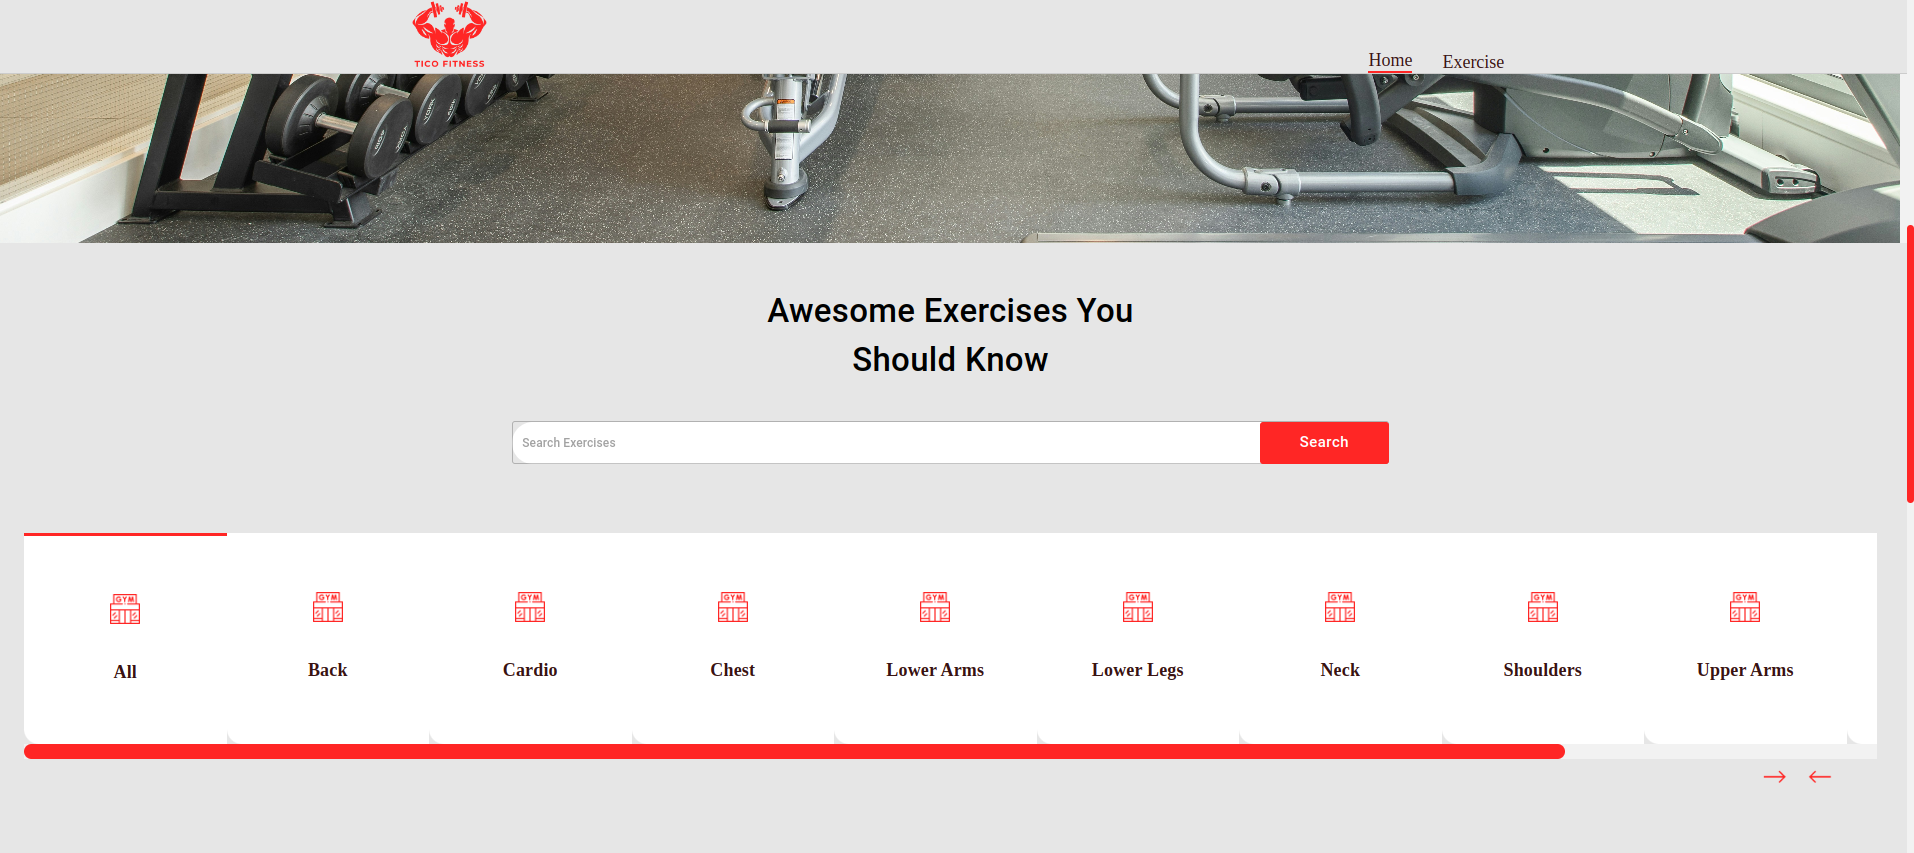 TICO FITNESS
Home
Exercise
Awesome Exercises You
Should Know
Search Exercises
Search
GYM
GYM
GYM
GYM
GYM
GYM
GYM
GYM
GYM
All
Back
Cardio
Chest
Lower Arms
Lower Legs
Neck
Shoulders
Upper Arms